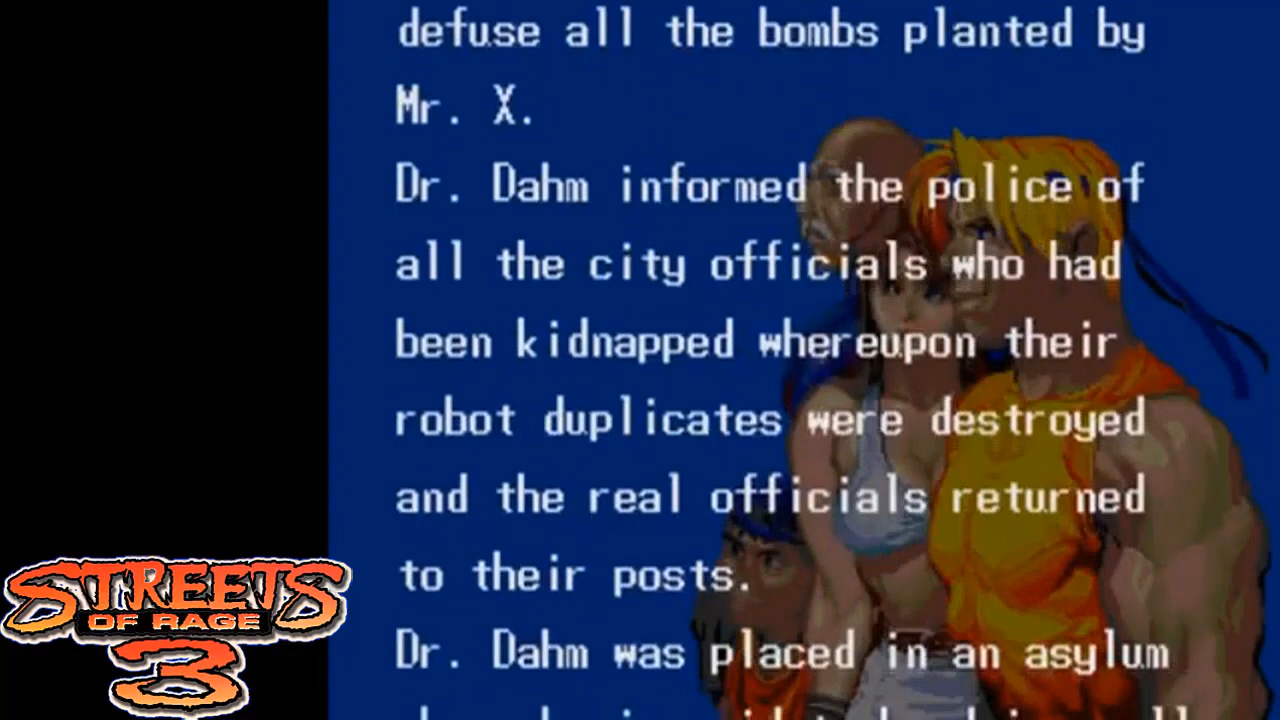 defuse all the bombs planted by
Mr. X.
Dr. Dahm informed the police of
all the city officials who had
been kidnapped whereupon their
robot duplicates were destroyed
and the real officials returned
to their posts.
Dr. Dahm was placed in an asylum
STREETS
OF RAGE
3